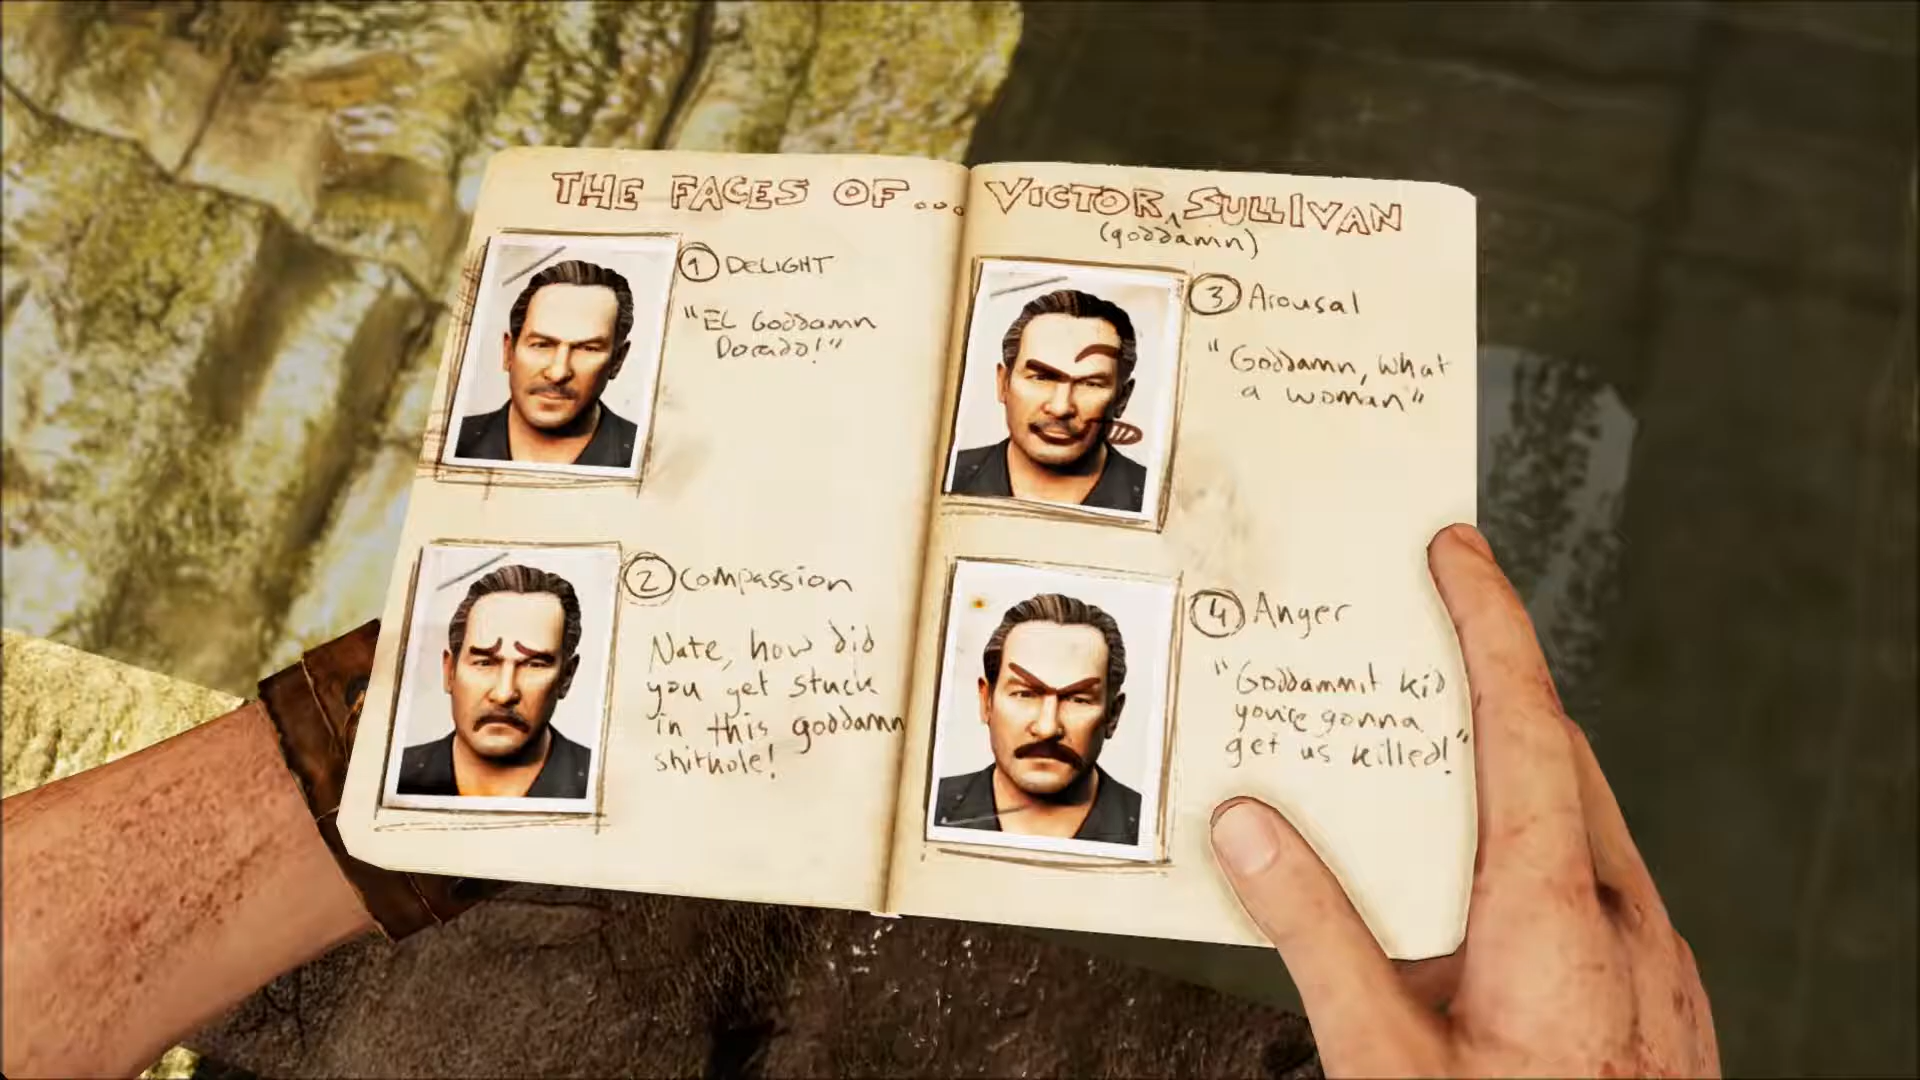 THE FACES OF... VICTOR SULLIVAN
(goddamn)
1 DELIGHT
"EL Goddamn
Dorado!"
2 Compassion
Nate, how did
you get stuck
in this goddamn
shithole!
3 Arousal
"Goddamn, what
a woman"
4 Anger
"Goddammit kid
you're gonna
get us killed!"